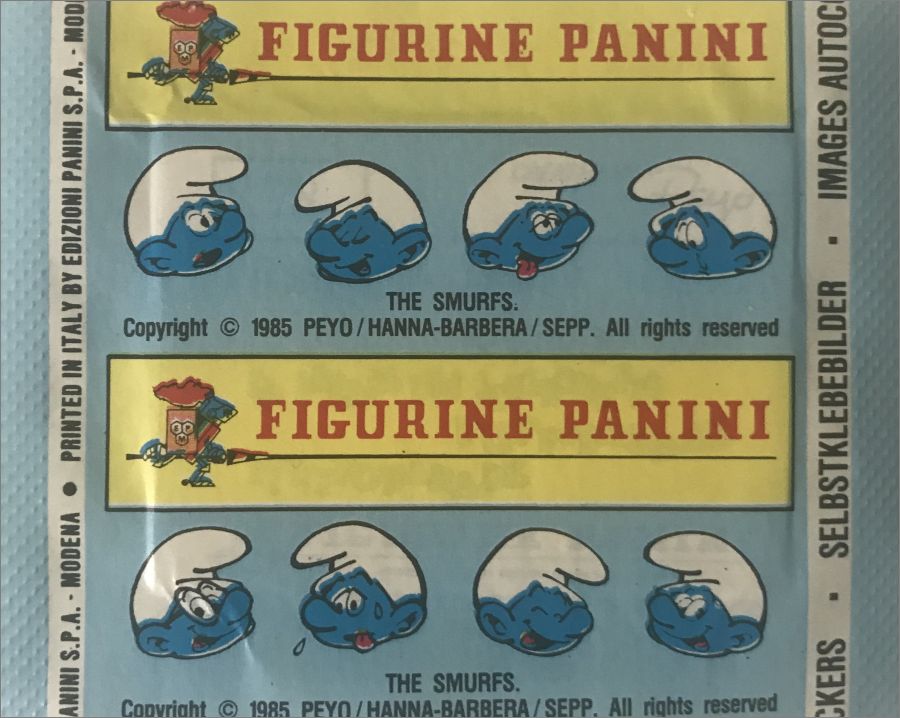 FIGURINE PANINI
THE SMURFS.
Copyright © 1985 PEYO/HANNA-BARBERA/SEPP. All rights reserved
EPM
FIGURINE PANINI
THE SMURFS.
Copyright © 1985 PEYO/HANNA-BARBERA/SEPP. All rights reserved
ANINI S.P.A. - MODENA ● PRINTED IN ITALY BY EDIZIONI PANINI S.P.A. - MOD
CKERS ▪ SELBSTKLEBEBILDER ▪ IMAGES AUTOC